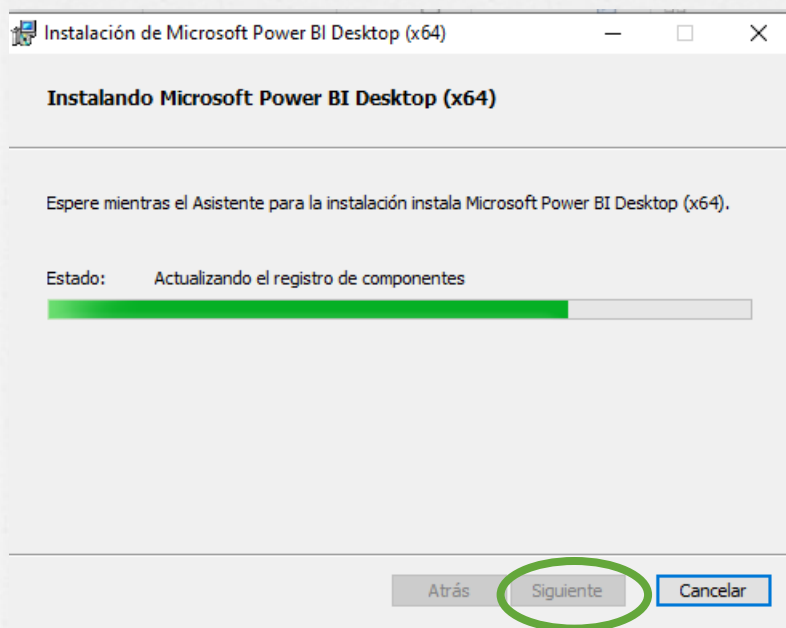 Instalación de Microsoft Power BI Desktop (x64)
Instalando Microsoft Power BI Desktop (x64)
Espere mientras el Asistente para la instalación instala Microsoft Power BI Desktop (x64).
Estado: Actualizando el registro de componentes
Atrás Siguiente Cancelar